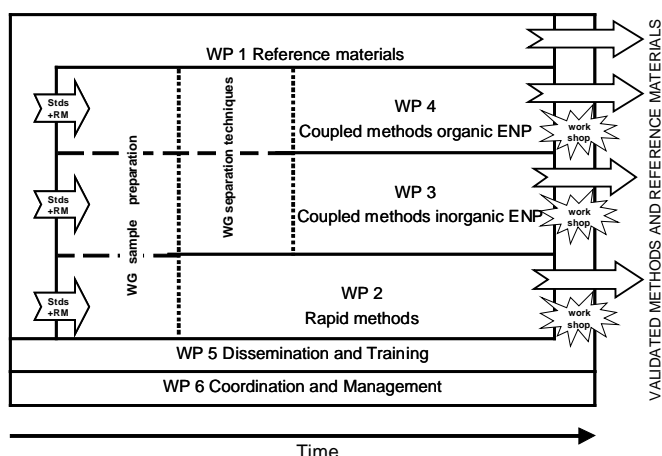 WP 1 Reference materials
Stds
+RM
WP 4
Coupled methods organic ENP
work
shop
WG sample preparation
WG separation techniques
Stds
+RM
WP 3
Coupled methods inorganic ENP
work
shop
Stds
+RM
WP 2
Rapid methods
work
shop
WP 5 Dissemination and Training
WP 6 Coordination and Management
Time
VALIDATED METHODS AND REFERENCE MATERIALS